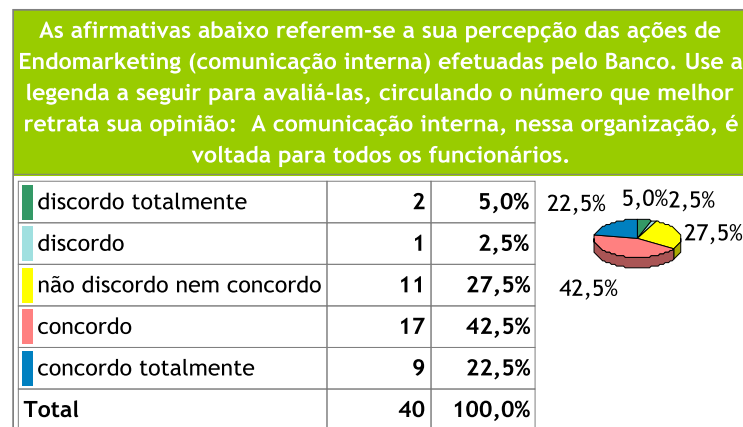 As afirmativas abaixo referem-se a sua percepção das ações de
Endomarketing (comunicação interna) efetuadas pelo Banco. Use a
legenda a seguir para avaliá-las, circulando o número que melhor
retrata sua opinião:  A comunicação interna, nessa organização, é
voltada para todos os funcionários.
discordo totalmente 2 5,0%
discordo 1 2,5%
não discordo nem concordo 11 27,5%
concordo 17 42,5%
concordo totalmente 9 22,5%
Total 40 100,0%
22,5% 5,0% 2,5%
27,5%
42,5%